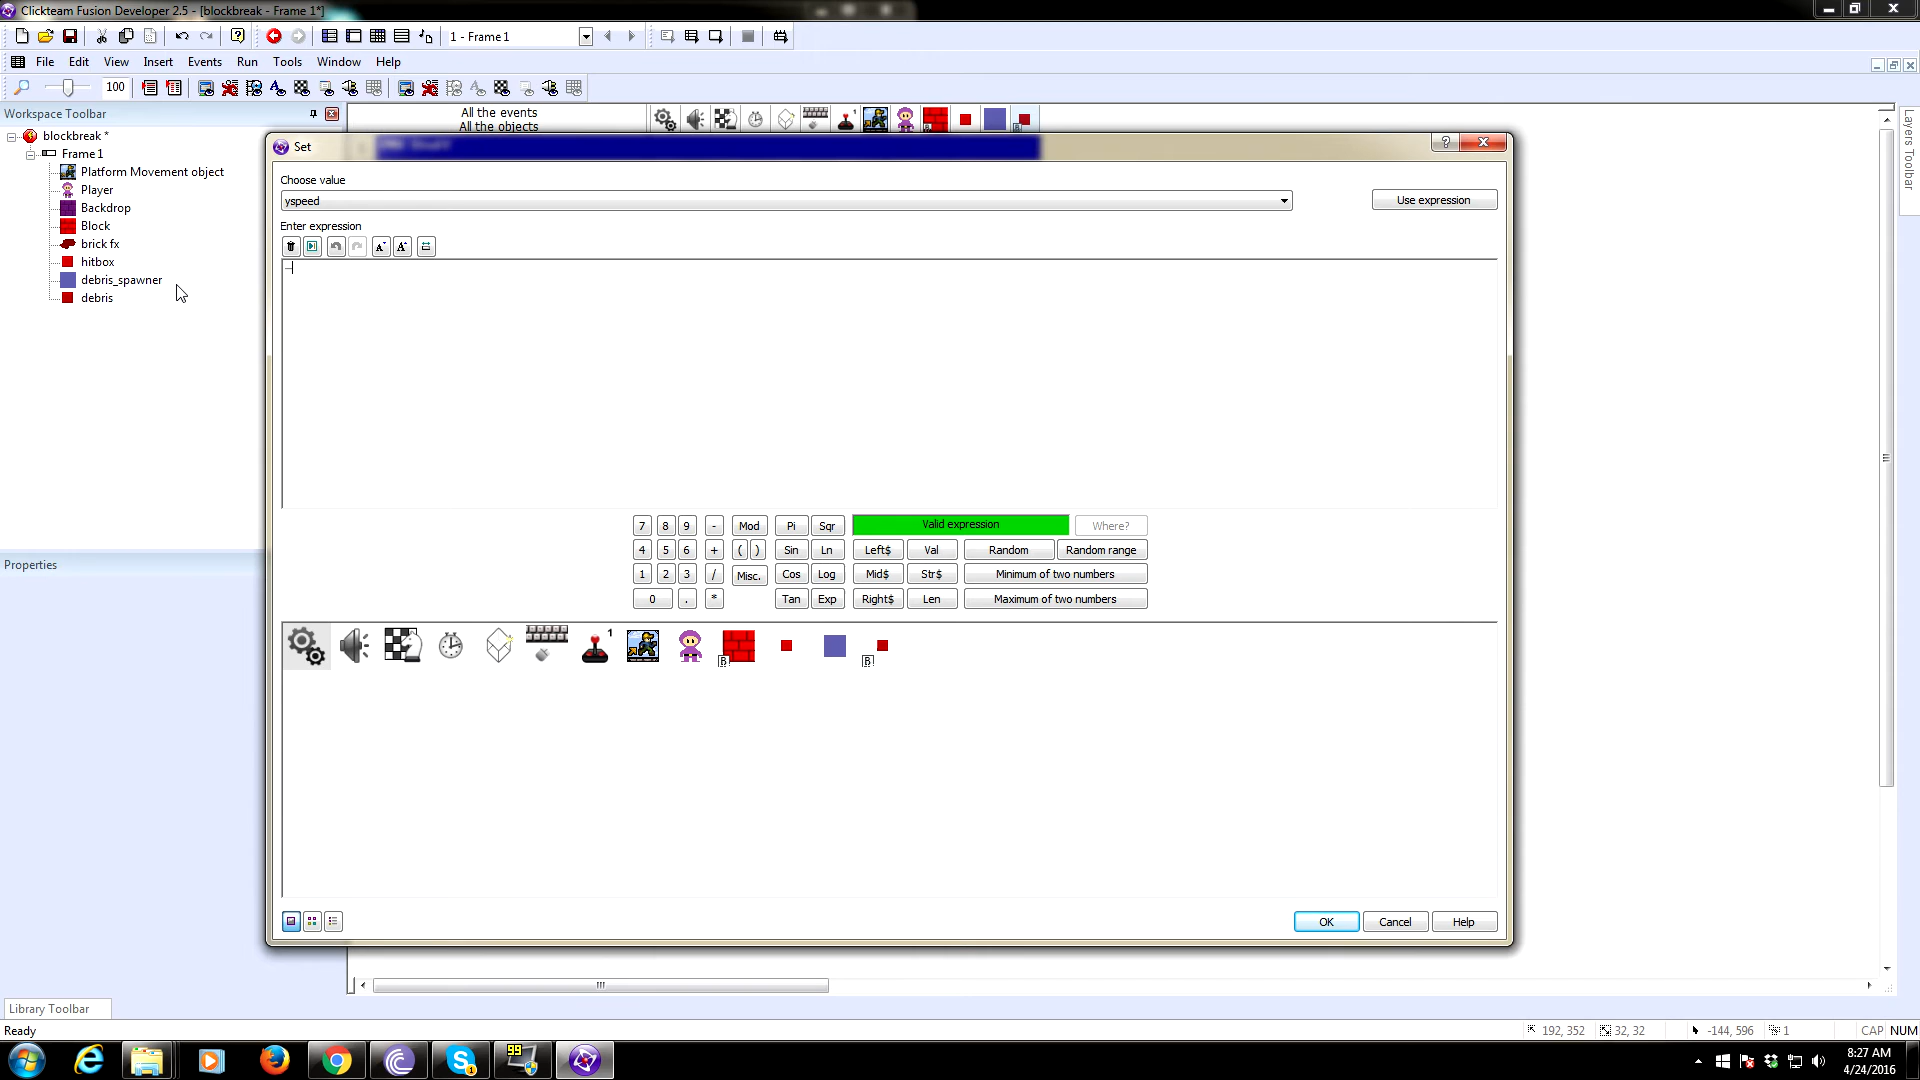 Clickteam Fusion Developer 2.5 - [blockbreak - Frame 1*]
1 - Frame 1
File Edit View Insert Events Run Tools Window Help
100
Workspace Toolbar
All the events
All the objects
Layers Toolbar
blockbreak *
Frame 1
Platform Movement object
Player
Backdrop
Block
brick fx
hitbox
debris_spawner
debris
Set
Choose value
yspeed
Use expression
Enter expression
-
7 8 9 - Mod Pi Sqr Valid expression Where?
4 5 6 + ( ) Sin Ln Left$ Val Random Random range
1 2 3 / Misc. Cos Log Mid$ Str$ Minimum of two numbers
0 . * Tan Exp Right$ Len Maximum of two numbers
1
B
B
OK Cancel Help
Properties
Library Toolbar
Ready
192, 352 32, 32 -144, 596 1 CAP NUM
99
8:27 AM
4/24/2016